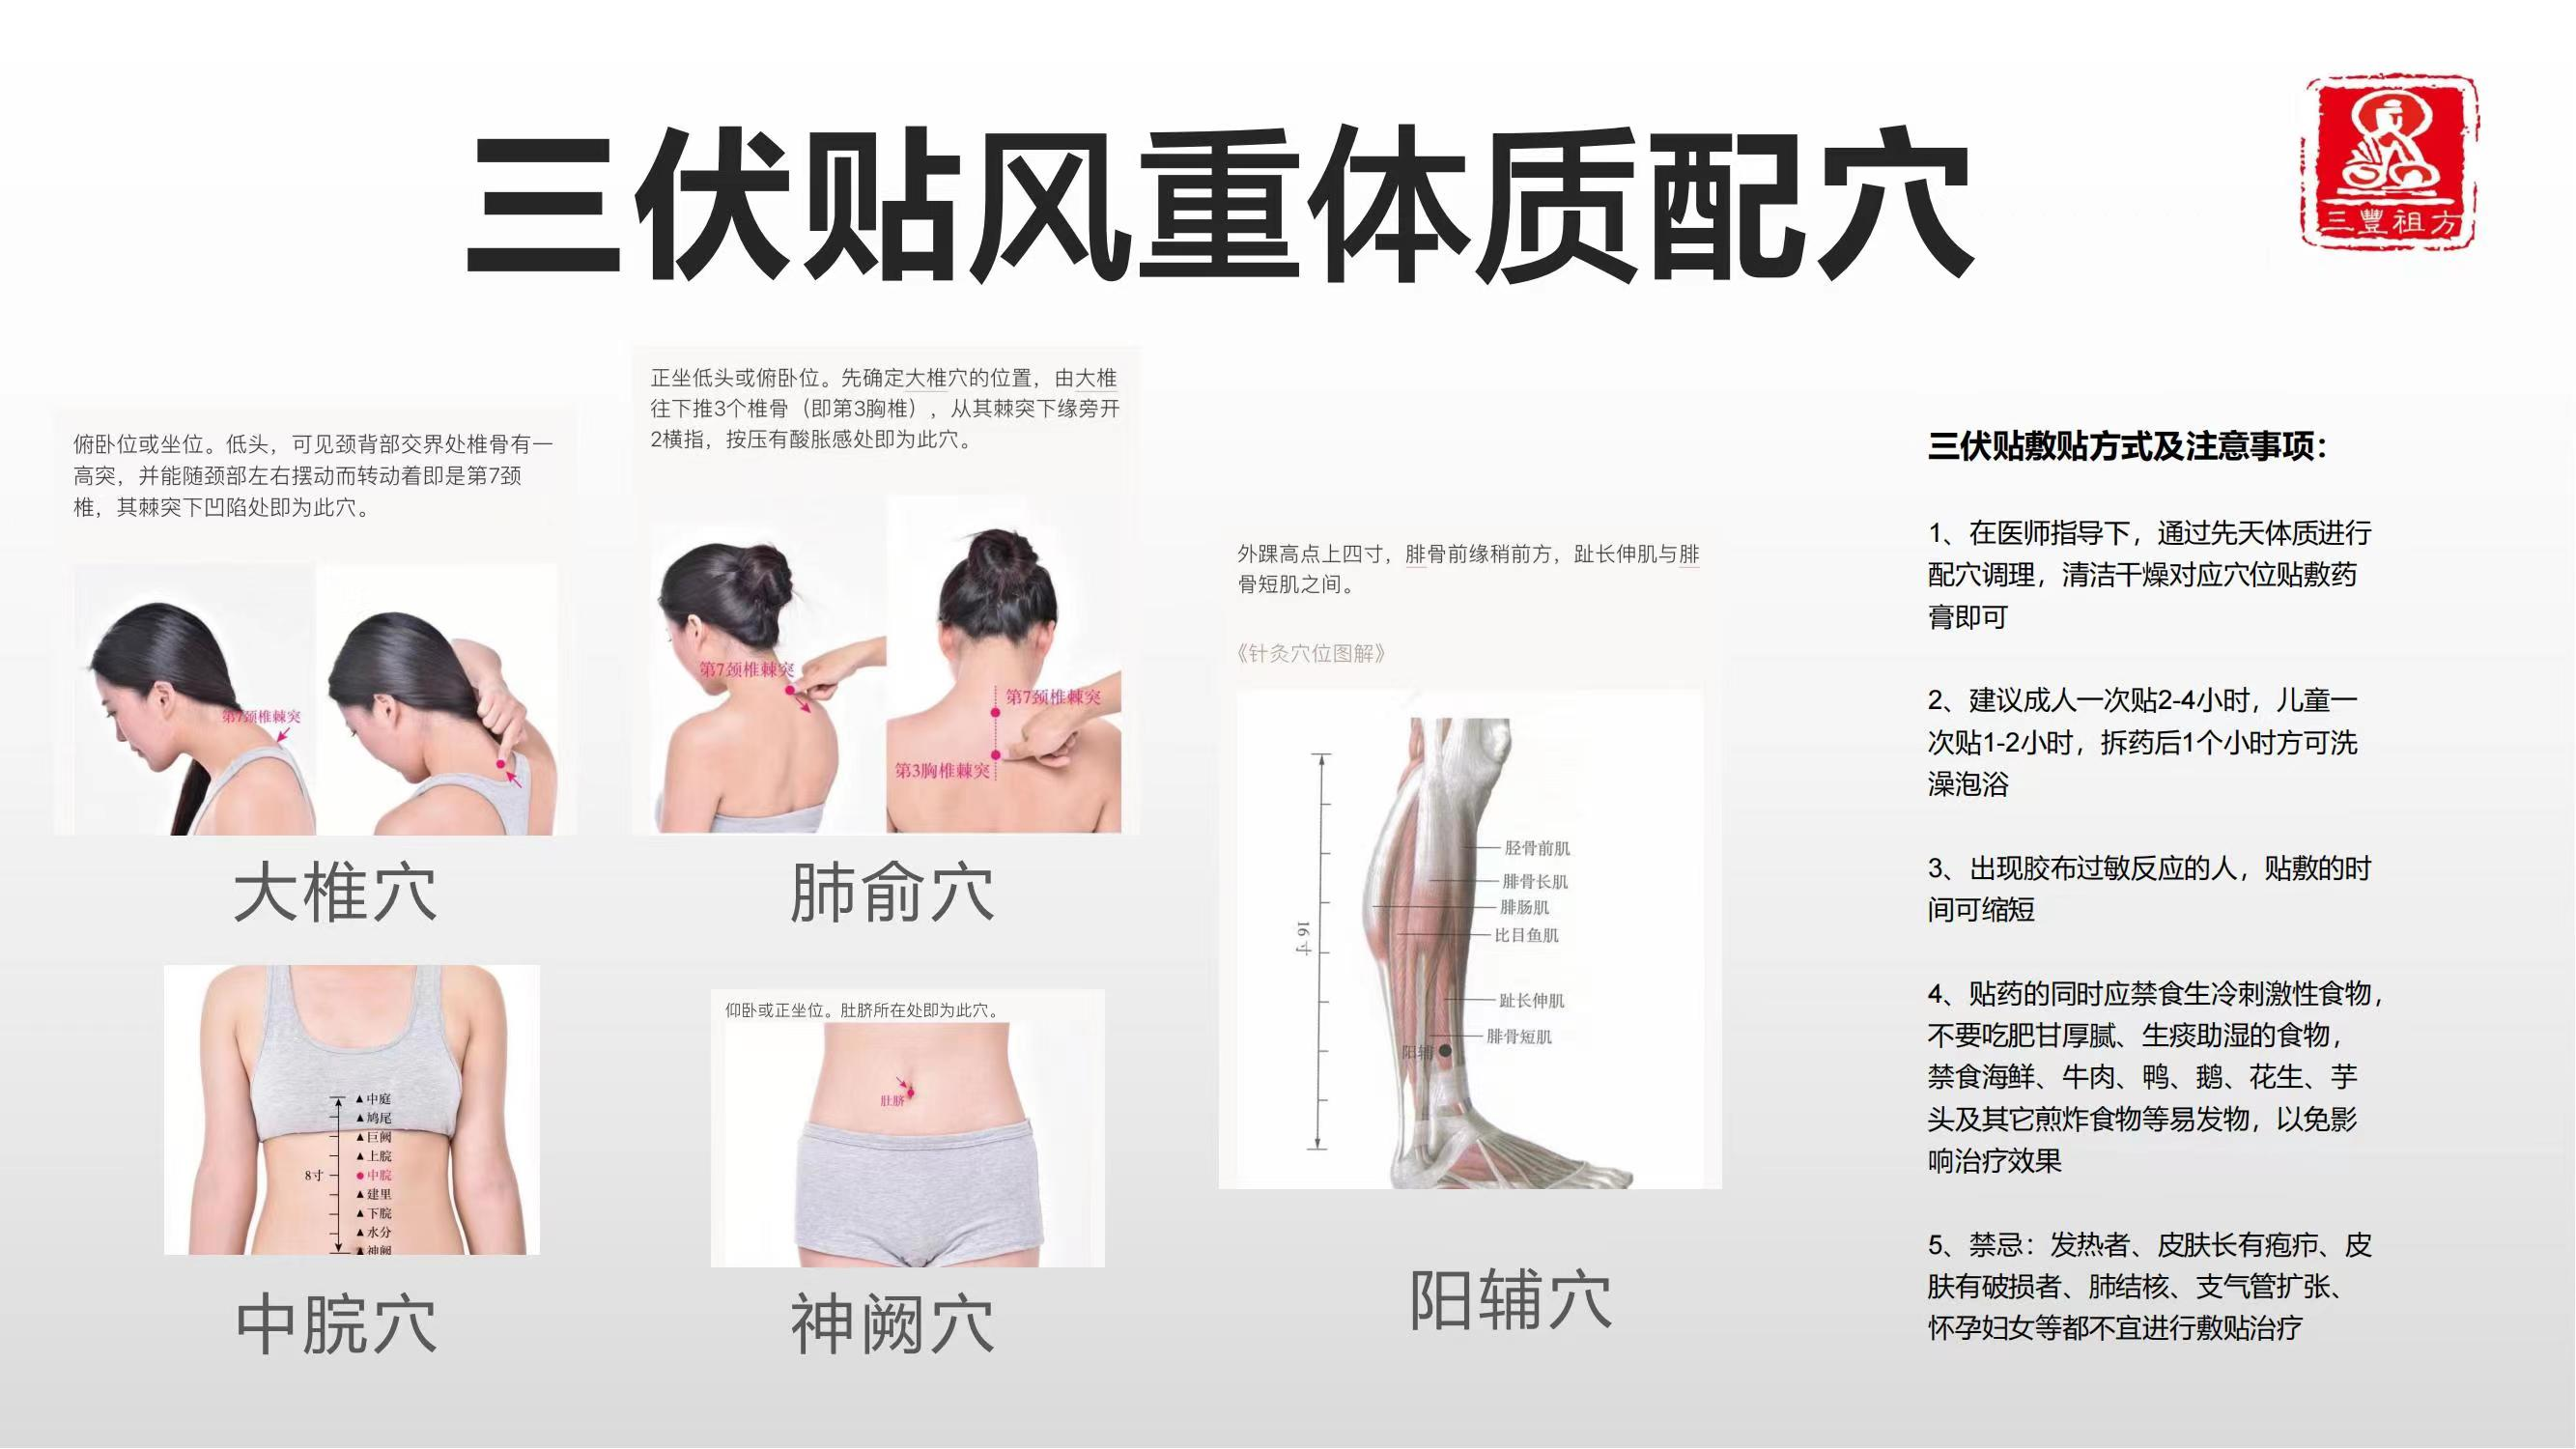 三伏贴风重体质配穴
三豐祖方
俯卧位或坐位。低头，可见颈背部交界处椎骨有一
高突，并能随颈部左右摆动而转动着即是第7颈
椎，其棘突下凹陷处即为此穴。
第7颈椎棘突
大椎穴
正坐低头或俯卧位。先确定大椎穴的位置，由大椎
往下推3个椎骨（即第3胸椎），从其棘突下缘旁开
2横指，按压有酸胀感处即为此穴。
第7颈椎棘突
第7颈椎棘突
第3胸椎棘突
肺俞穴
8寸
中庭
鸠尾
巨阙
上脘
中脘
建里
下脘
水分
神阙
中脘穴
仰卧或正坐位。肚脐所在处即为此穴。
肚脐
神阙穴
外踝高点上四寸，腓骨前缘稍前方，趾长伸肌与腓
骨短肌之间。
《针灸穴位图解》
16寸
胫骨前肌
腓骨长肌
腓肠肌
比目鱼肌
趾长伸肌
腓骨短肌
阳辅
阳辅穴
三伏贴敷贴方式及注意事项：
1、在医师指导下，通过先天体质进行
配穴调理，清洁干燥对应穴位贴敷药
膏即可
2、建议成人一次贴2-4小时，儿童一
次贴1-2小时，拆药后1个小时方可洗
澡泡浴
3、出现胶布过敏反应的人，贴敷的时
间可缩短
4、贴药的同时应禁食生冷刺激性食物，
不要吃肥甘厚腻、生痰助湿的食物，
禁食海鲜、牛肉、鸭、鹅、花生、芋
头及其它煎炸食物等易发物，以免影
响治疗效果
5、禁忌：发热者、皮肤长有疱疖、皮
肤有破损者、肺结核、支气管扩张、
怀孕妇女等都不宜进行敷贴治疗